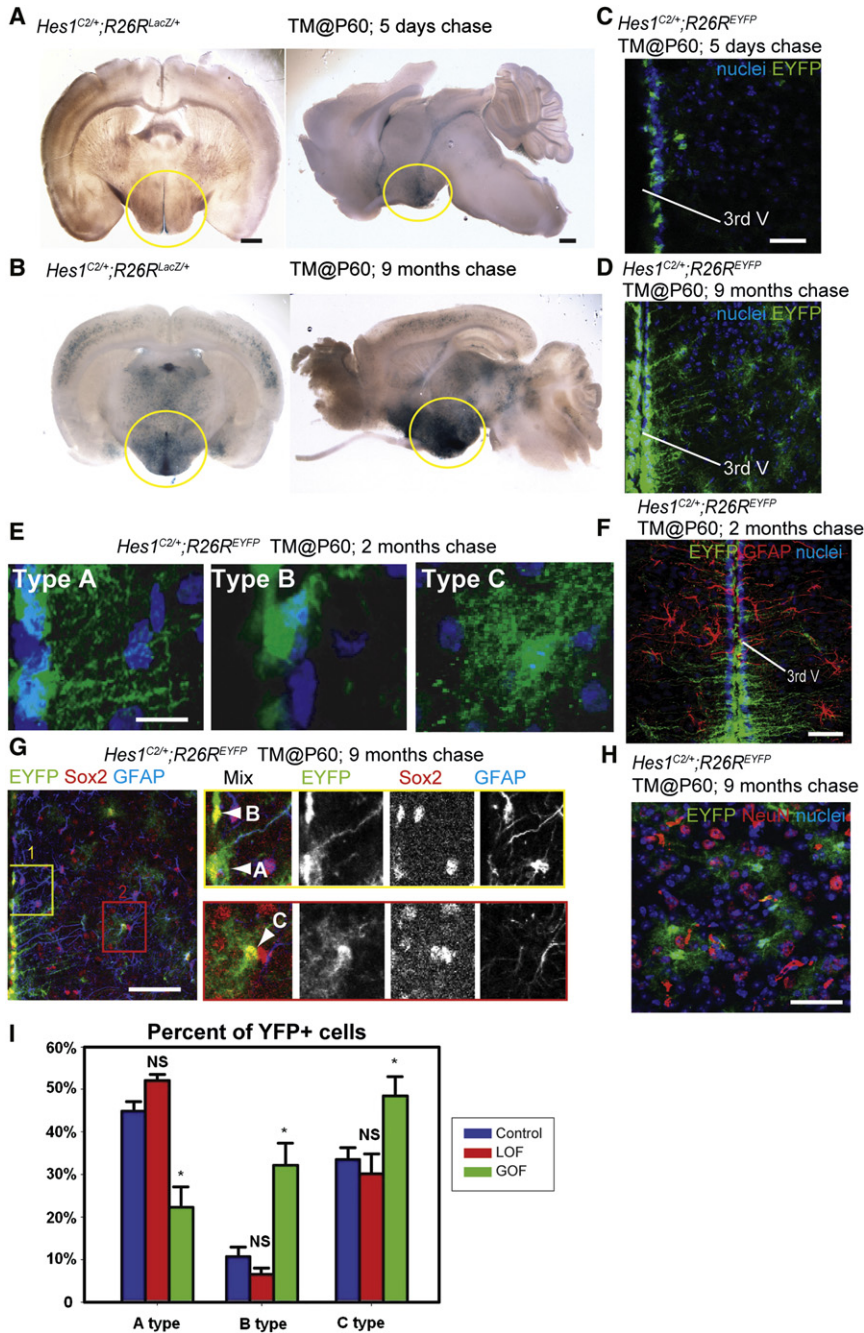 A
Hes1C2/+;R26RLacZ/+ TM@P60; 5 days chase
C
Hes1C2/+;R26REYFP
TM@P60; 5 days chase
nuclei EYFP
3rd V
B
Hes1C2/+;R26RLacZ/+ TM@P60; 9 months chase
D
Hes1C2/+;R26REYFP
TM@P60; 9 months chase
nuclei EYFP
3rd V
E
Hes1C2/+;R26REYFP TM@P60; 2 months chase
Type A
Type B
Type C
F
Hes1C2/+;R26REYFP
TM@P60; 2 months chase
EYFP GFAP nuclei
3rd V
G
Hes1C2/+;R26REYFP TM@P60; 9 months chase
EYFP Sox2 GFAP
Mix
EYFP
Sox2
GFAP
1
2
B
A
C
H
Hes1C2/+;R26REYFP
TM@P60; 9 months chase
EYFP NeuN nuclei
I
Percent of YFP+ cells
60%
50%
40%
30%
20%
10%
0
NS
*
NS
*
NS
*
A type
B type
C type
Control
LOF
GOF